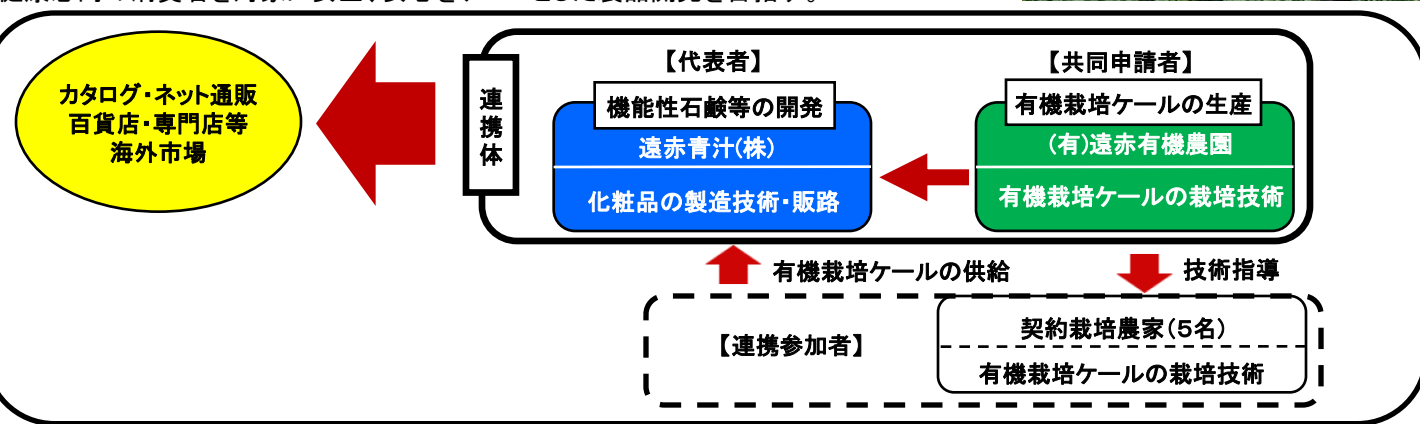 カタログ・ネット通販
百貨店・専門店等
海外市場
連携体
【代表者】
機能性石鹸等の開発
遠赤青汁(株)
化粧品の製造技術・販路
【共同申請者】
有機栽培ケールの生産
(有)遠赤有機農園
有機栽培ケールの栽培技術
有機栽培ケールの供給
技術指導
【連携参加者】
契約栽培農家(5名)
有機栽培ケールの栽培技術